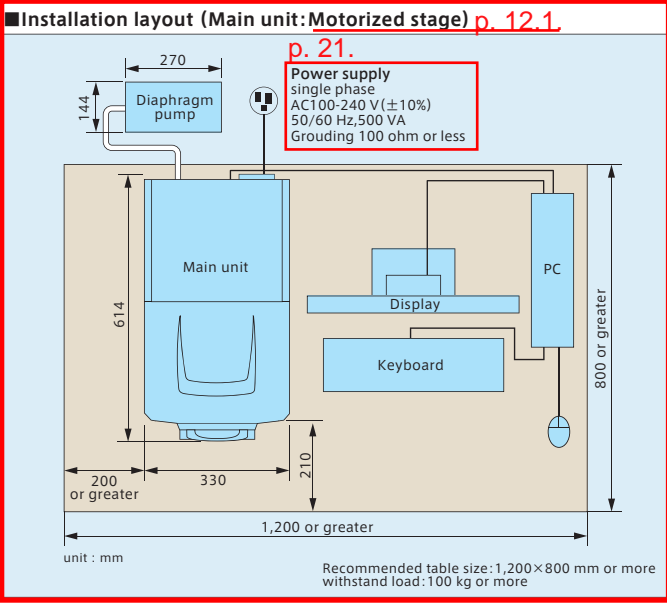 ■Installation layout (Main unit:Motorized stage) p. 12.1,
p. 21.
270
Power supply
single phase
AC100-240 V(±10%)
50/60 Hz,500 VA
Grounding 100 ohm or less
144
Diaphragm
pump
Main unit
PC
Display
614
800 or greater
Keyboard
210
200
or greater
330
1,200 or greater
unit : mm
Recommended table size:1,200×800 mm or more
withstand load:100 kg or more